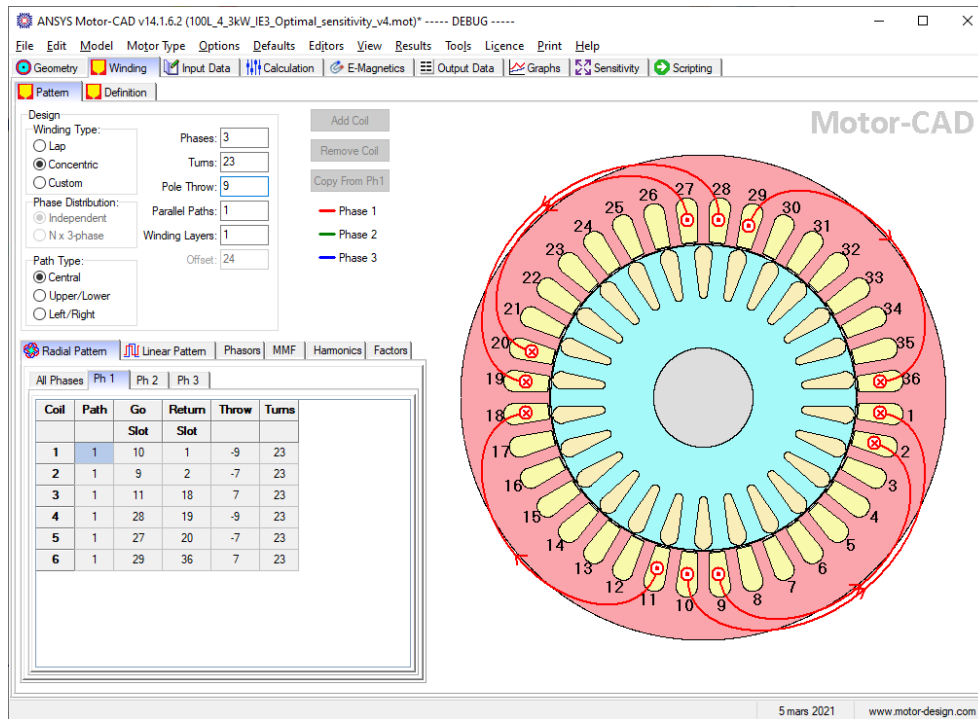 ANSYS Motor-CAD v14.1.6.2 (100L_4_3kW_IE3_Optimal_sensitivity_v4.mot)* ----- DEBUG -----
File Edit Model Motor Type Options Defaults Editors View Results Tools Licence Print Help
Geometry Winding Input Data Calculation E-Magnetics Output Data Graphs Sensitivity Scripting
Pattern Definition
Design
Winding Type:
Lap
Concentric
Custom
Phase Distribution:
Independent
N x 3-phase
Path Type:
Central
Upper/Lower
Left/Right
Phases: 3
Turns: 23
Pole Throw: 9
Parallel Paths: 1
Winding Layers: 1
Offset: 24
Add Coil
Remove Coil
Copy From Ph1
Phase 1
Phase 2
Phase 3
Motor-CAD
Radial Pattern Linear Pattern Phasors MMF Harmonics Factors
All Phases Ph 1 Ph 2 Ph 3
Coil Path Go Return Throw Turns
Slot Slot
1 1 10 1 -9 23
2 1 9 2 -7 23
3 1 11 18 7 23
4 1 28 19 -9 23
5 1 27 20 -7 23
6 1 29 36 7 23
1
2
3
4
5
6
7
8
9
10
11
12
13
14
15
16
17
18
19
20
21
22
23
24
25
26
27
28
29
30
31
32
33
34
35
36
5 mars 2021 www.motor-design.com